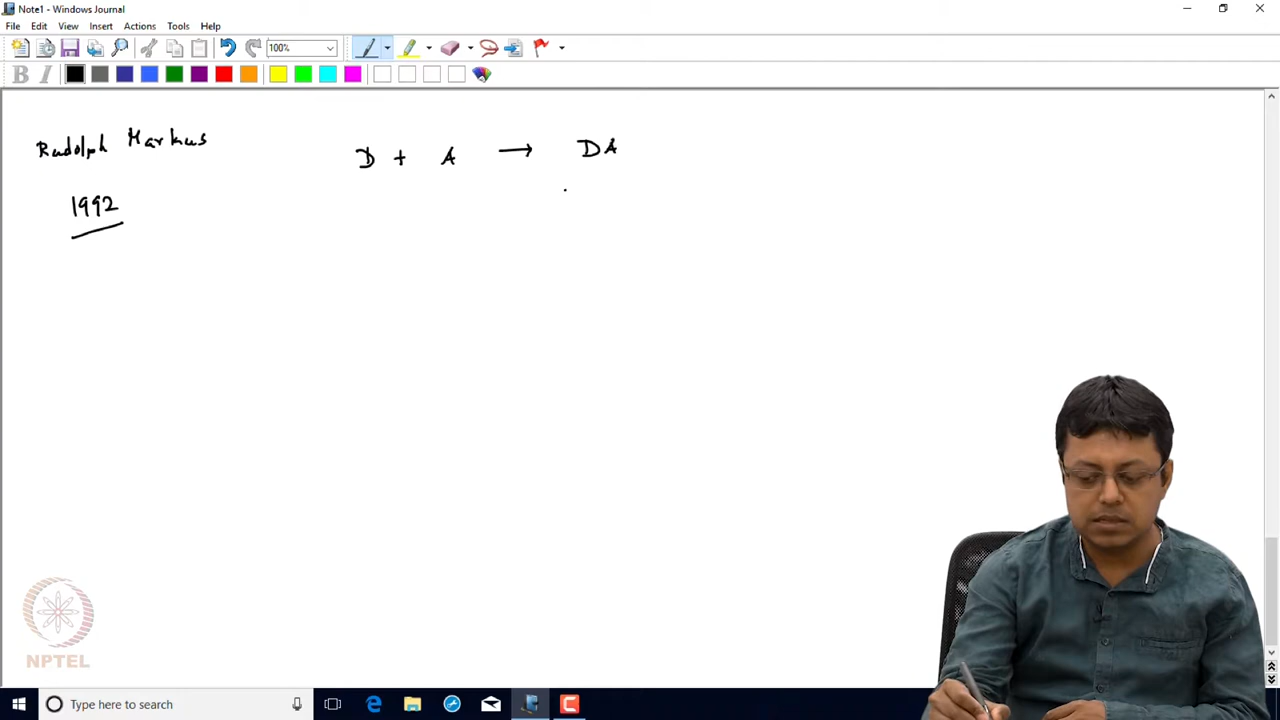 Note1 - Windows Journal
File Edit View Insert Actions Tools Help
100%
B I
Rudolph Markus
D + A → DA
1992
NPTEL
Type here to search